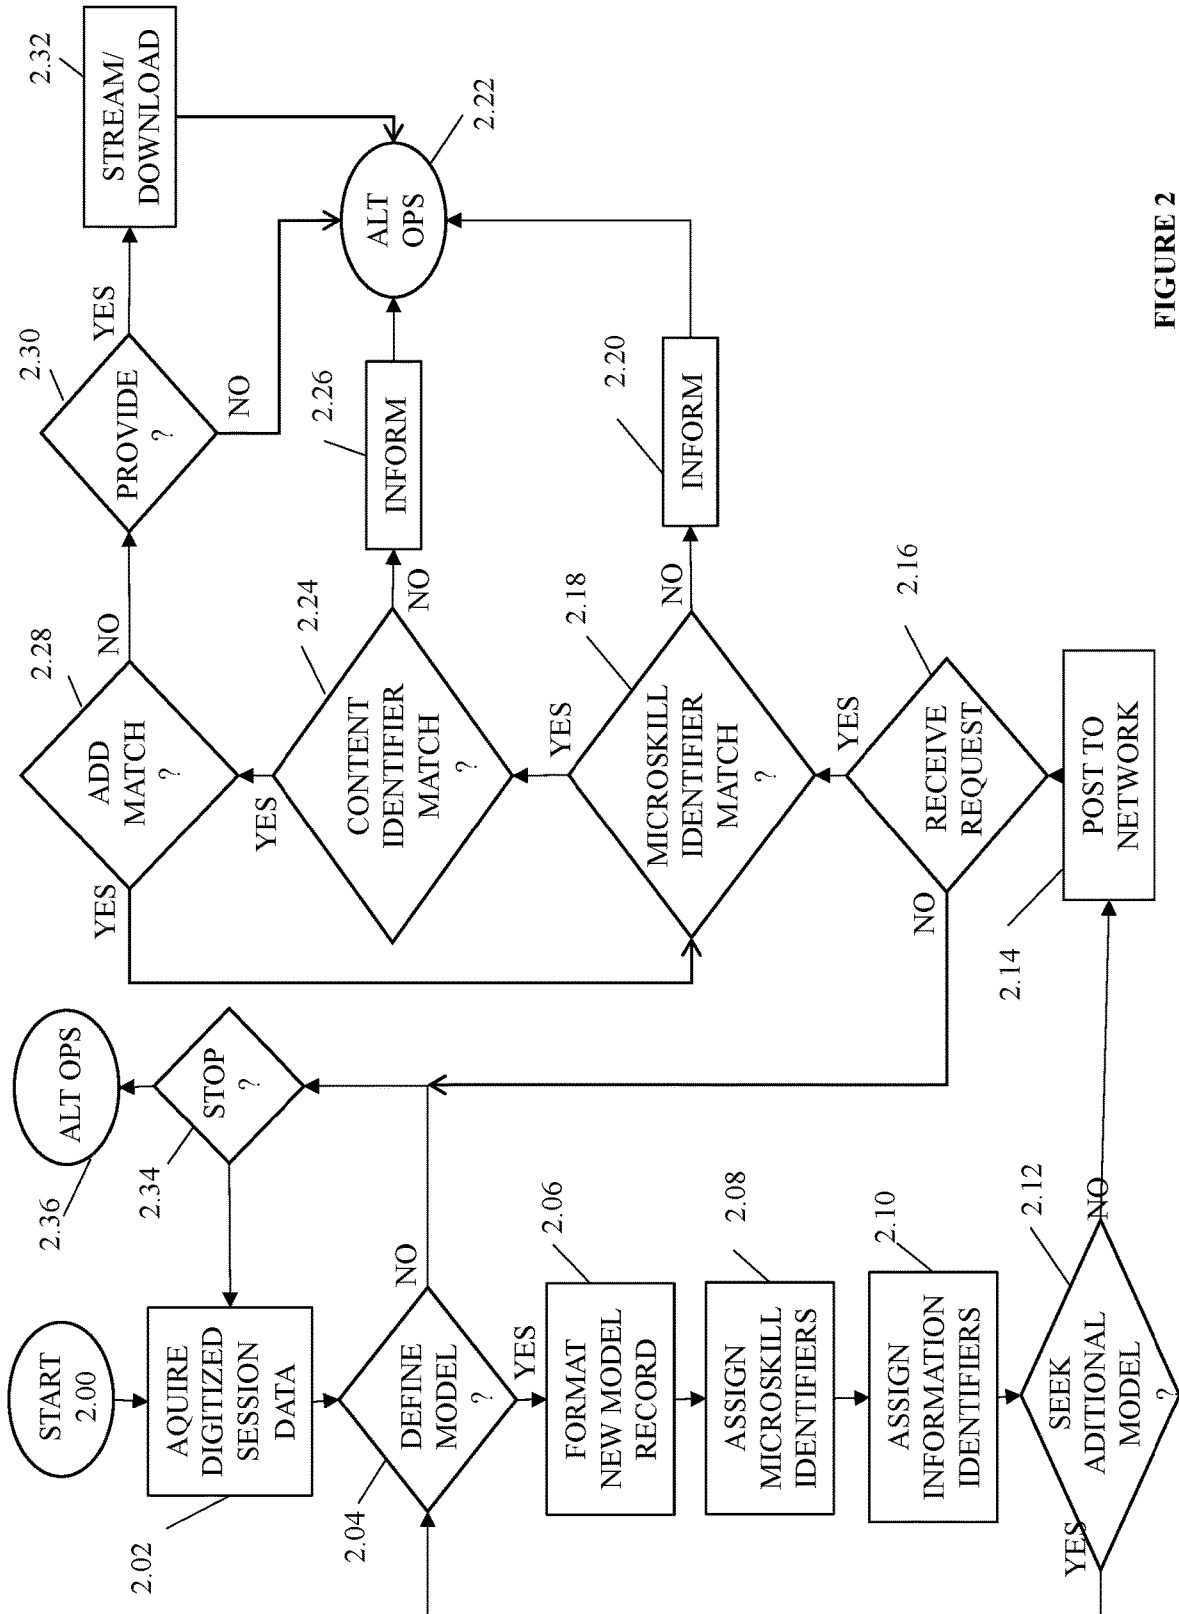 START
2.00
AQUIRE
DIGITIZED
SESSION
DATA
2.02
DEFINE
MODEL
?
2.04
NO
YES
FORMAT
NEW MODEL
RECORD
2.06
ASSIGN
MICROSKILL
IDENTIFIERS
2.08
ASSIGN
INFORMATION
IDENTIFIERS
2.10
SEEK
ADITIONAL
MODEL
?
2.12
YES
NO
ALT OPS
2.36
STOP
?
2.34
ADD
MATCH
?
2.28
YES
NO
CONTENT
IDENTIFIER
MATCH
?
2.24
YES
NO
MICROSKILL
IDENTIFIER
MATCH
?
2.18
YES
NO
RECEIVE
REQUEST
2.16
YES
NO
POST TO
NETWORK
2.14
PROVIDE
?
2.30
YES
NO
STREAM/
DOWNLOAD
2.32
INFORM
2.26
INFORM
2.20
ALT
OPS
2.22
FIGURE 2